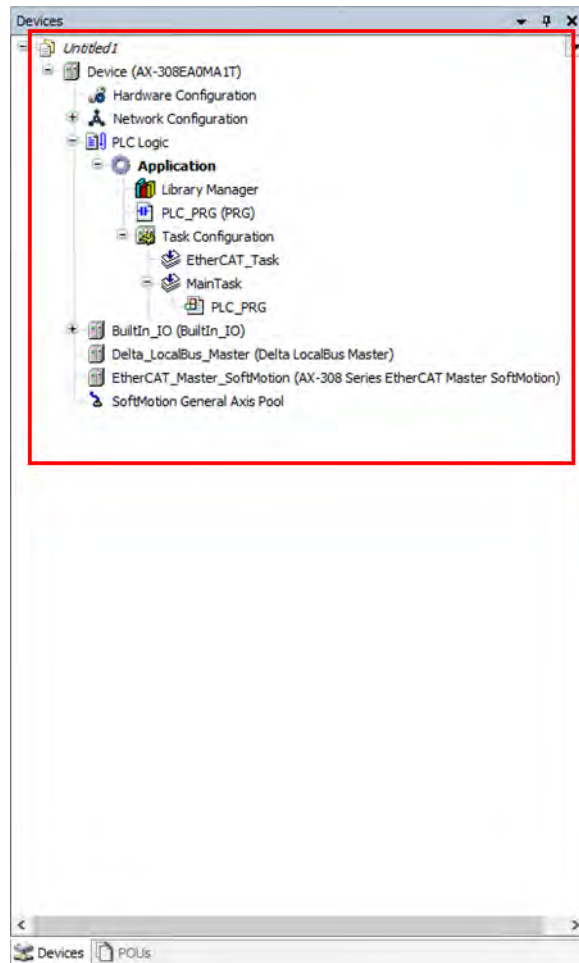 Devices
Untitled1
Device (AX-308EA0MA1T)
Hardware Configuration
Network Configuration
PLC Logic
Application
Library Manager
PLC_PRG (PRG)
Task Configuration
EtherCAT_Task
MainTask
PLC_PRG
BuiltIn_IO (BuiltIn_IO)
Delta_LocalBus_Master (Delta LocalBus Master)
EtherCAT_Master_SoftMotion (AX-308 Series EtherCAT Master SoftMotion)
SoftMotion General Axis Pool
Devices POUs